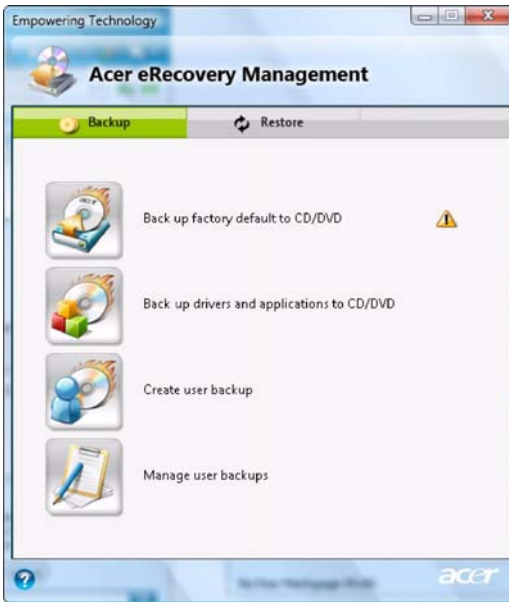 Empowering Technology
Acer eRecovery Management
Backup
Restore
Back up factory default to CD/DVD
Back up drivers and applications to CD/DVD
Create user backup
Manage user backups
acer